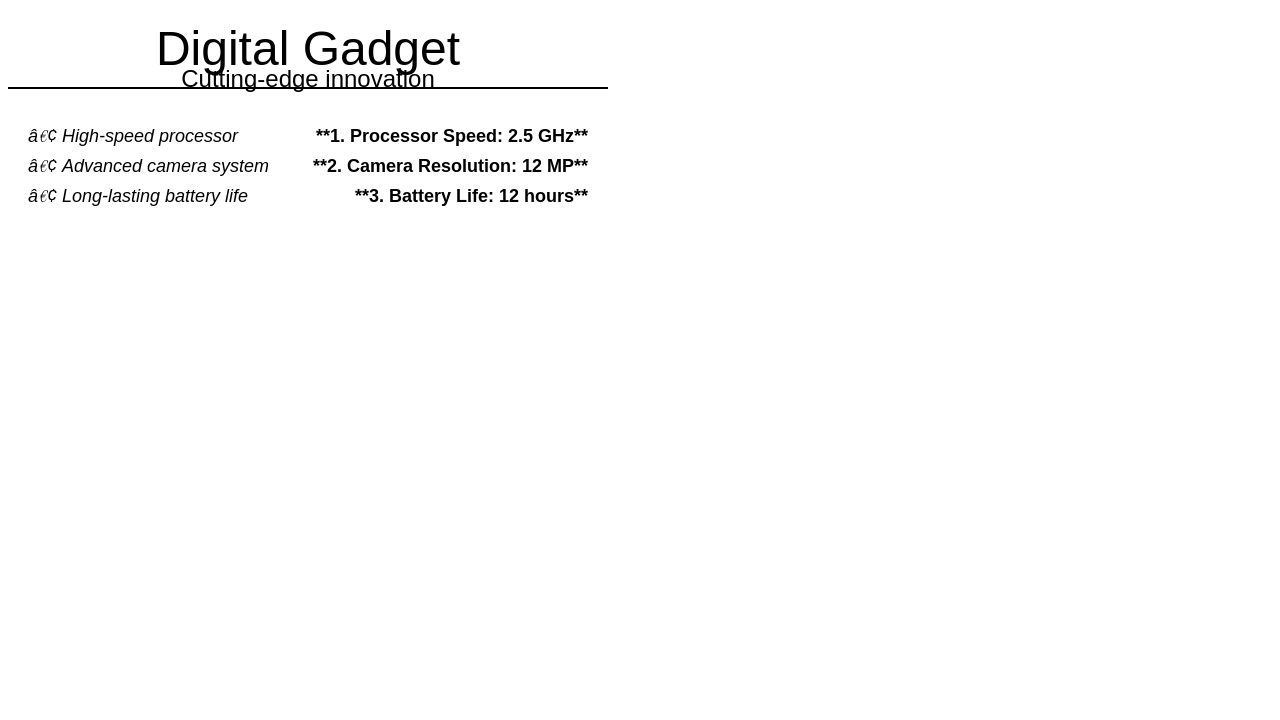 Digital Gadget
Cutting-edge innovation
â€¢ High-speed processor
**1. Processor Speed: 2.5 GHz**
â€¢ Advanced camera system
**2. Camera Resolution: 12 MP**
â€¢ Long-lasting battery life
**3. Battery Life: 12 hours**